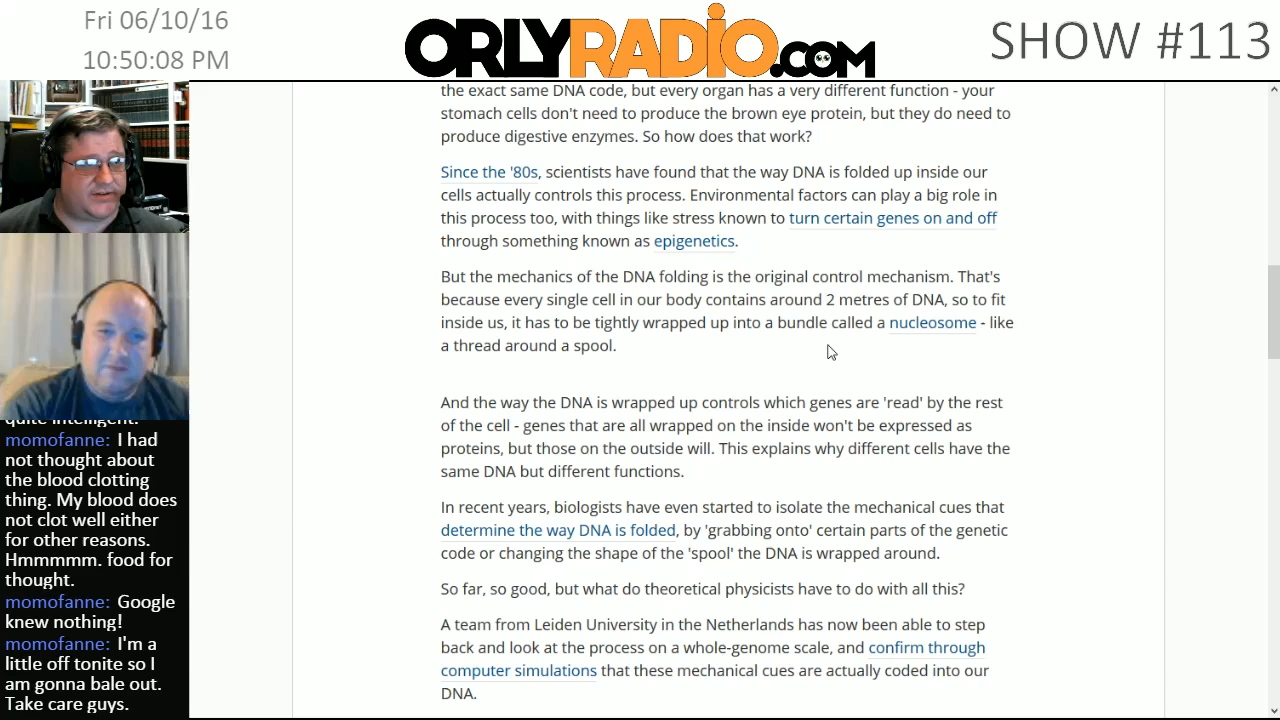 Fri 06/10/16
10:50:08 PM
ORLYRADIO.COM
SHOW #113
the exact same DNA code, but every organ has a very different function - your
stomach cells don't need to produce the brown eye protein, but they do need to
produce digestive enzymes. So how does that work?
Since the '80s, scientists have found that the way DNA is folded up inside our
cells actually controls this process. Environmental factors can play a big role in
this process too, with things like stress known to turn certain genes on and off
through something known as epigenetics.
But the mechanics of the DNA folding is the original control mechanism. That's
because every single cell in our body contains around 2 metres of DNA, so to fit
inside us, it has to be tightly wrapped up into a bundle called a nucleosome - like
a thread around a spool.
And the way the DNA is wrapped up controls which genes are 'read' by the rest
of the cell - genes that are all wrapped on the inside won't be expressed as
proteins, but those on the outside will. This explains why different cells have the
same DNA but different functions.
In recent years, biologists have even started to isolate the mechanical cues that
determine the way DNA is folded, by 'grabbing onto' certain parts of the genetic
code or changing the shape of the 'spool' the DNA is wrapped around.
So far, so good, but what do theoretical physicists have to do with all this?
A team from Leiden University in the Netherlands has now been able to step
back and look at the process on a whole-genome scale, and confirm through
computer simulations that these mechanical cues are actually coded into our
DNA.
quite intelligent.
momofanne: I had
not thought about
the blood clotting
thing. My blood does
not clot well either
for other reasons.
Hmmmmm. food for
thought.
momofanne: Google
knew nothing!
momofanne: I'm a
little off tonite so I
am gonna bale out.
Take care guys.